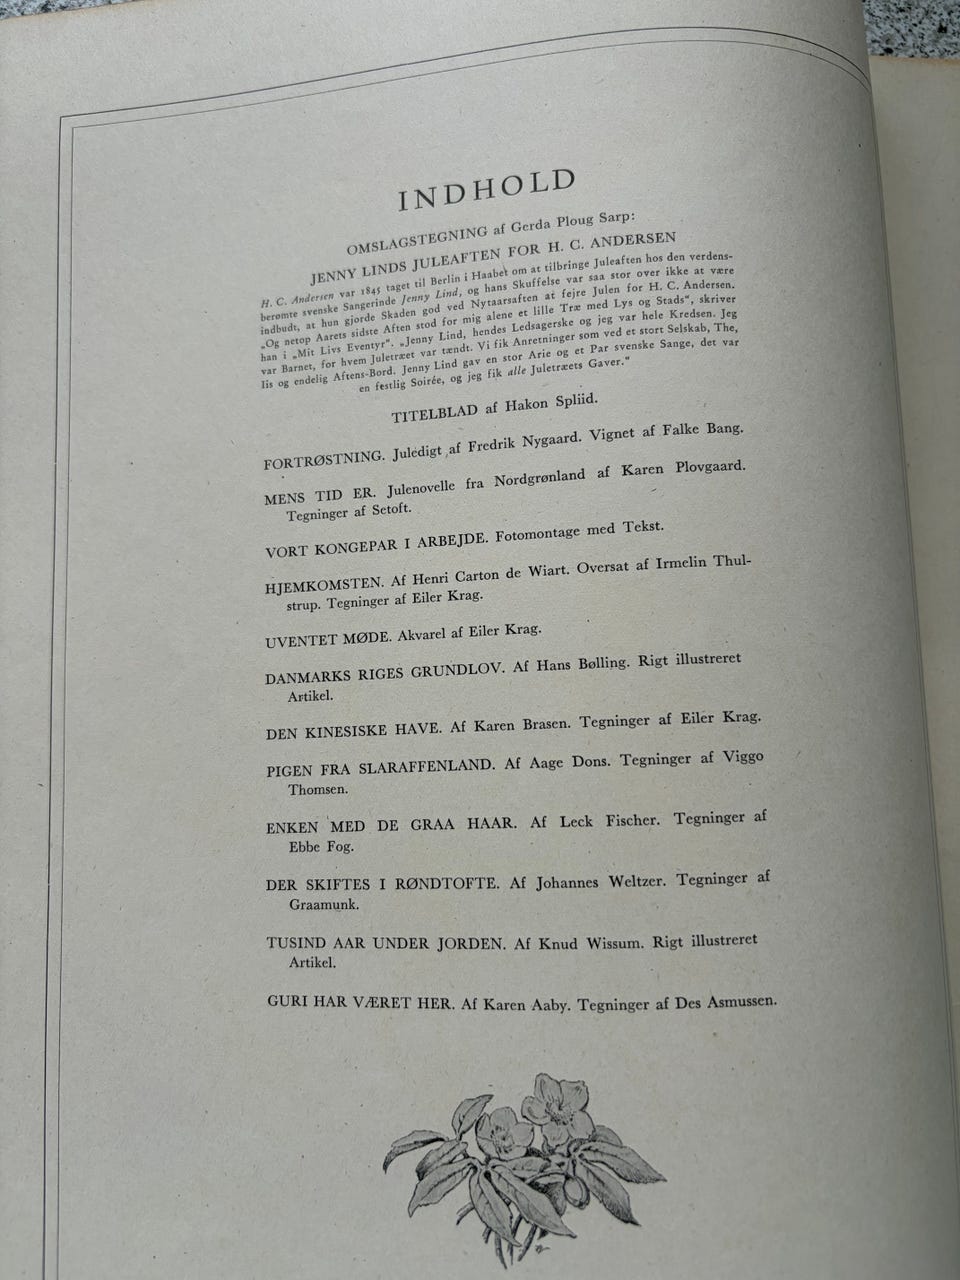 INDHOLD
OMSLAGSTEGNING af Gerda Ploug Sarp:
JENNY LINDS JULEAFTEN FOR H. C. ANDERSEN
H. C. Andersen var 1845 taget til Berlin i Haabet om at tilbringe Juleaften hos den verdens-
berømte svenske Sangerinde Jenny Lind, og hans Skuffelse var saa stor over ikke at være
indbudt, at hun gjorde Skaden god ved Nytaarsaften at fejre Julen for H. C. Andersen.
„Og netop Aarets sidste Aften stod for mig alene et lille Træ med Lys og Stads“, skriver
han i „Mit Livs Eventyr“. „Jenny Lind, hendes Ledsagerske og jeg var hele Kredsen. Jeg
var Barnet, for hvem Juletræet var tændt. Vi fik Anretninger som ved et stort Selskab, The,
Iis og endelig Aftens-Bord. Jenny Lind gav en stor Arie og et Par svenske Sange, det var
en festlig Soirée, og jeg fik alle Juletræets Gaver.“
TITELBLAD af Hakon Spliid.
FORTRØSTNING. Juledigt af Fredrik Nygaard. Vignet af Falke Bang.
MENS TID ER. Julenovelle fra Nordgrønland af Karen Plovgaard.
Tegninger af Setoft.
VORT KONGEPAR I ARBEJDE. Fotomontage med Tekst.
HJEMKOMSTEN. Af Henri Carton de Wiart. Oversat af Irmelin Thul-
strup. Tegninger af Eiler Krag.
UVENTET MØDE. Akvarel af Eiler Krag.
DANMARKS RIGES GRUNDLOV. Af Hans Bølling. Rigt illustreret
Artikel.
DEN KINESISKE HAVE. Af Karen Brasen. Tegninger af Eiler Krag.
PIGEN FRA SLARAFFENLAND. Af Aage Dons. Tegninger af Viggo
Thomsen.
ENKEN MED DE GRAA HAAR. Af Leck Fischer. Tegninger af
Ebbe Fog.
DER SKIFTES I RØNDTOFTE. Af Johannes Weltzer. Tegninger af
Graamunk.
TUSIND AAR UNDER JORDEN. Af Knud Wissum. Rigt illustreret
Artikel.
GURI HAR VÆRET HER. Af Karen Aaby. Tegninger af Des Asmussen.